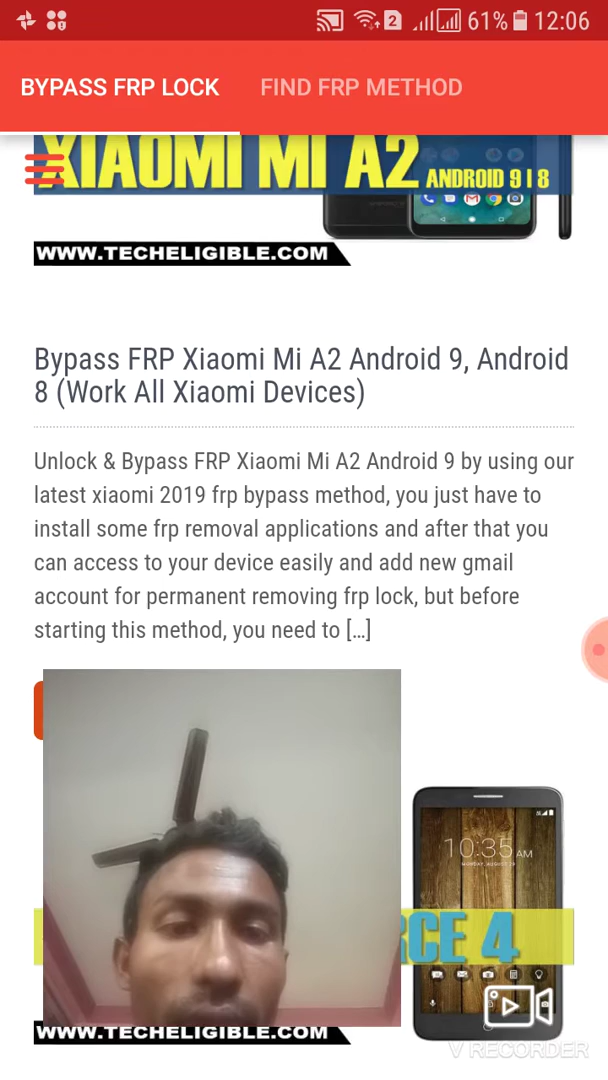 2 61% 12:06
BYPASS FRP LOCK FIND FRP METHOD
XIAOMI MI A2 ANDROID 9 | 8
WWW.TECHELIGIBLE.COM
Bypass FRP Xiaomi Mi A2 Android 9, Android
8 (Work All Xiaomi Devices)
Unlock & Bypass FRP Xiaomi Mi A2 Android 9 by using our
latest xiaomi 2019 frp bypass method, you just have to
install some frp removal applications and after that you
can access to your device easily and add new gmail
account for permanent removing frp lock, but before
starting this method, you need to [...]
10:35 AM
RCE 4
WWW.TECHELIGIBLE.COM
V RECORDER